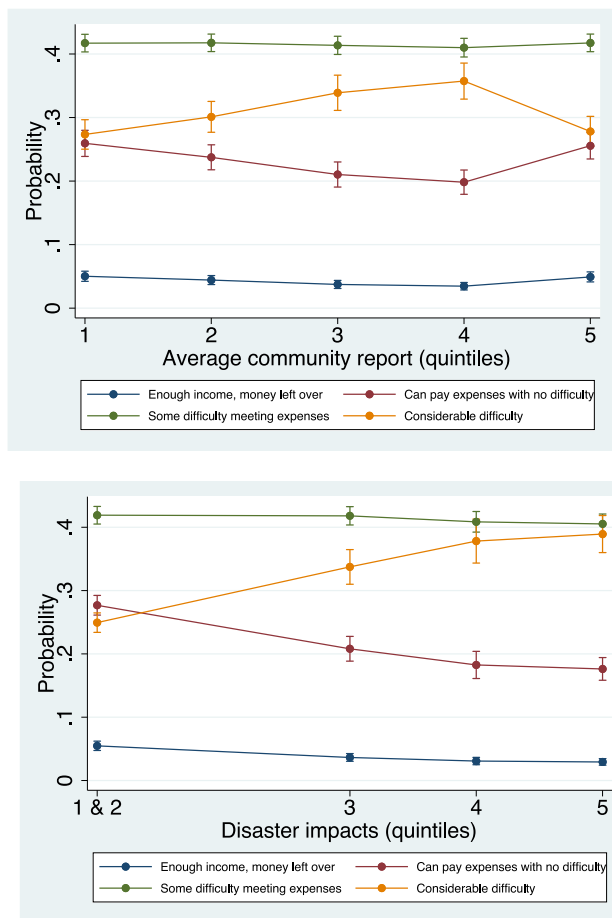 .4
.3
.2
.1
0
Probability
1 2 3 4 5
Average community report (quintiles)
Enough income, money left over Can pay expenses with no difficulty
Some difficulty meeting expenses Considerable difficulty
.4
.3
.2
.1
0
Probability
1 & 2 3 4 5
Disaster impacts (quintiles)
Enough income, money left over Can pay expenses with no difficulty
Some difficulty meeting expenses Considerable difficulty